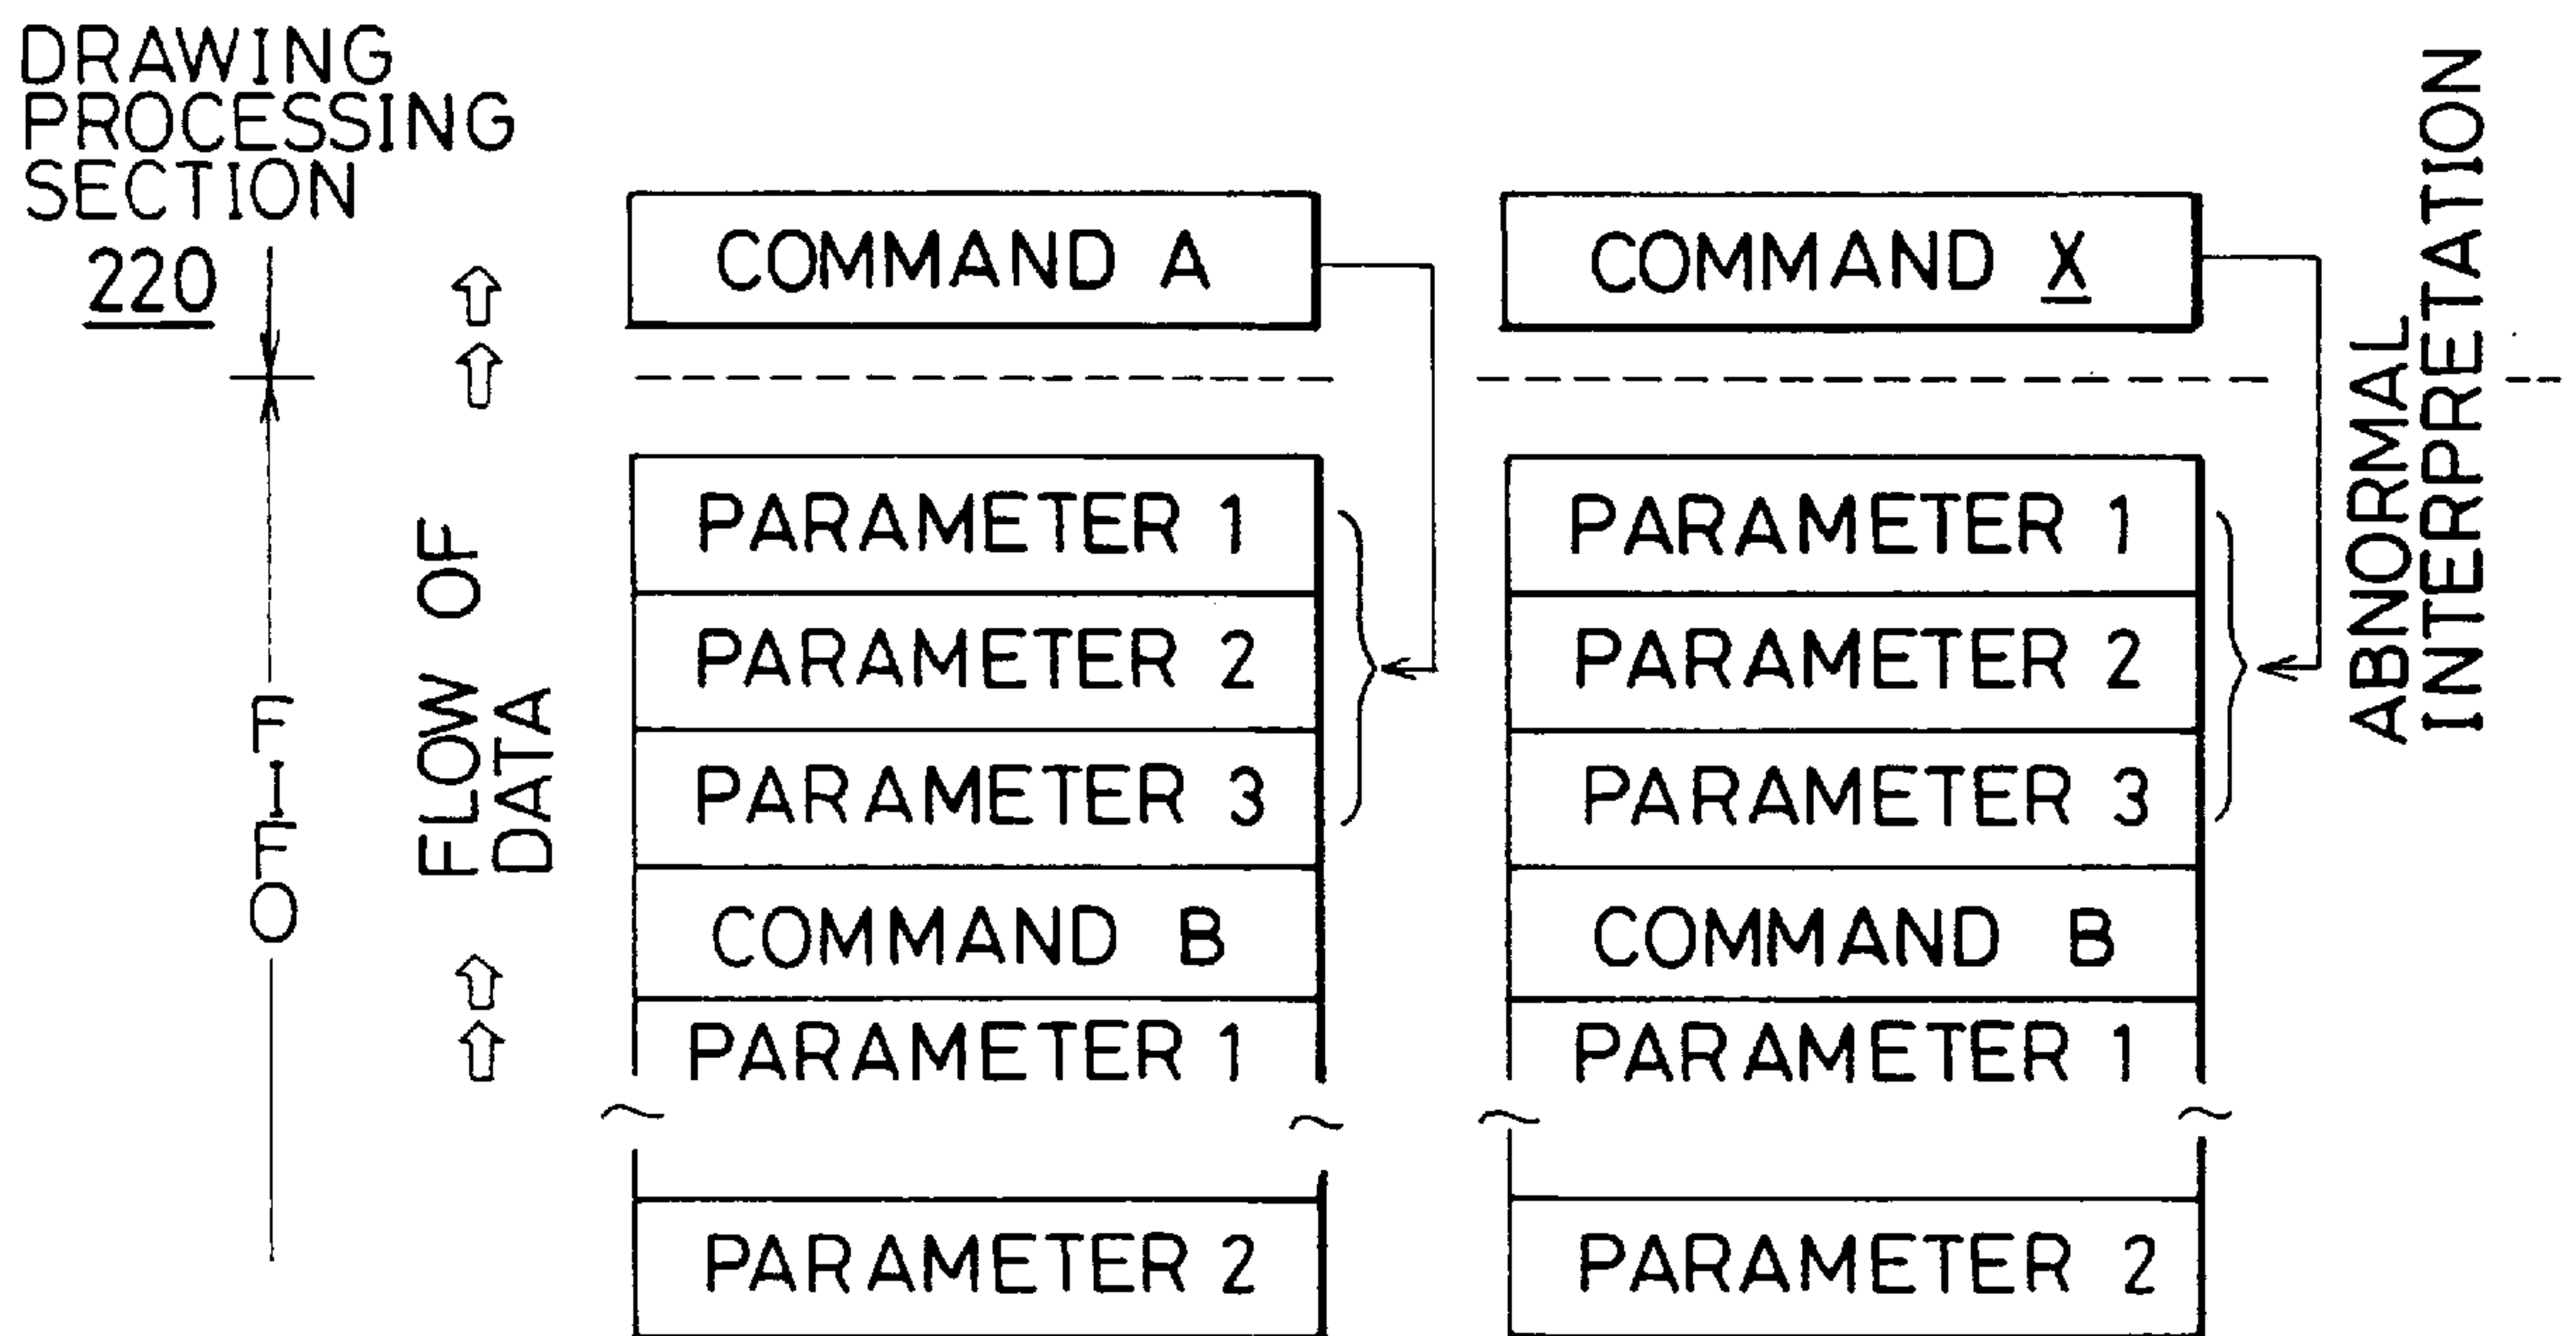 DRAWING
PROCESSING
SECTION
220
FIFO
FLOW OF
DATA
COMMAND A
PARAMETER 1
PARAMETER 2
PARAMETER 3
COMMAND B
PARAMETER 1
PARAMETER 2
COMMAND X
PARAMETER 1
PARAMETER 2
PARAMETER 3
COMMAND B
PARAMETER 1
PARAMETER 2
ABNORMAL
INTERPRETATION